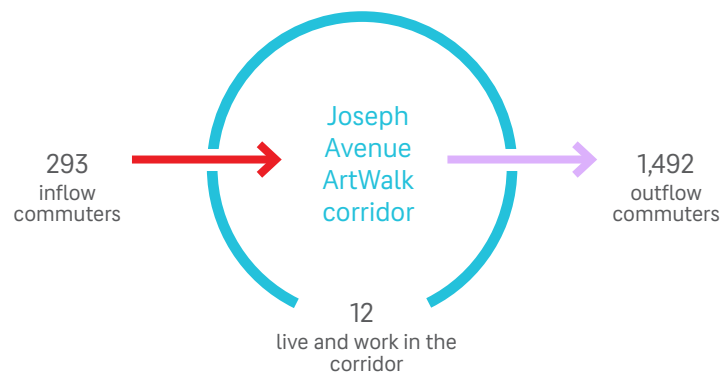 Joseph
Avenue
ArtWalk
corridor
293
inflow
commuters
1,492
outflow
commuters
12
live and work in the
corridor